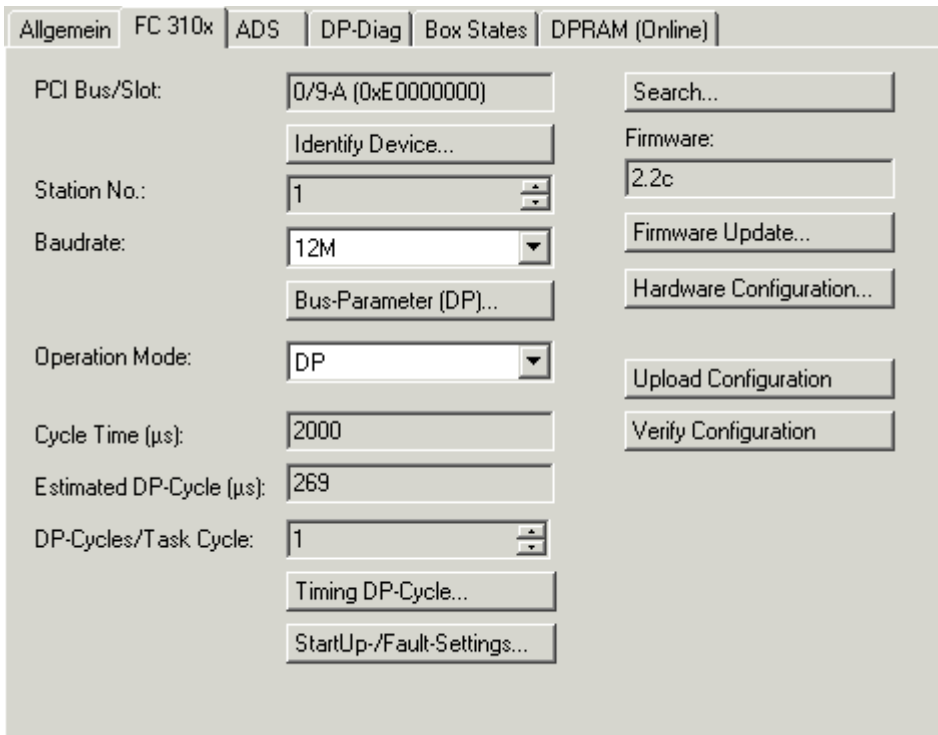 Allgemein FC 310x ADS DP-Diag Box States DPRAM (Online)
PCI Bus/Slot: 0/9-A (0xE0000000) Search...
Identify Device... Firmware:
Station No.: 1 2.2c
Baudrate: 12M Firmware Update...
Bus-Parameter (DP)... Hardware Configuration...
Operation Mode: DP Upload Configuration
Cycle Time (µs): 2000 Verify Configuration
Estimated DP-Cycle (µs): 269
DP-Cycles/Task Cycle: 1
Timing DP-Cycle...
StartUp-/Fault-Settings...